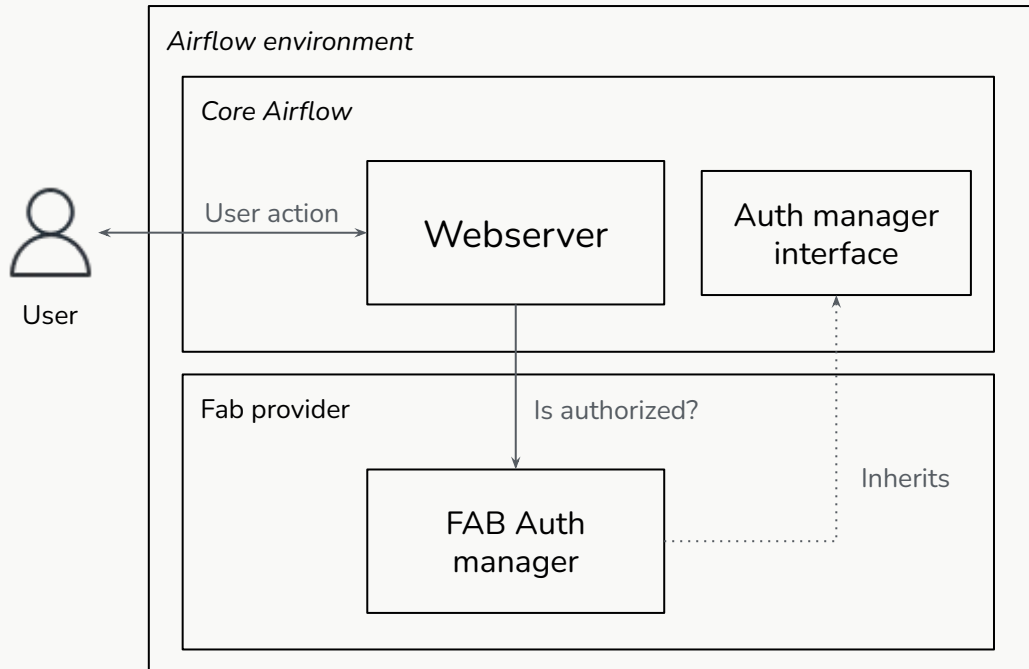 Airflow environment
Core Airflow
User action
Webserver
Auth manager
interface
User
Fab provider
Is authorized?
Inherits
FAB Auth
manager